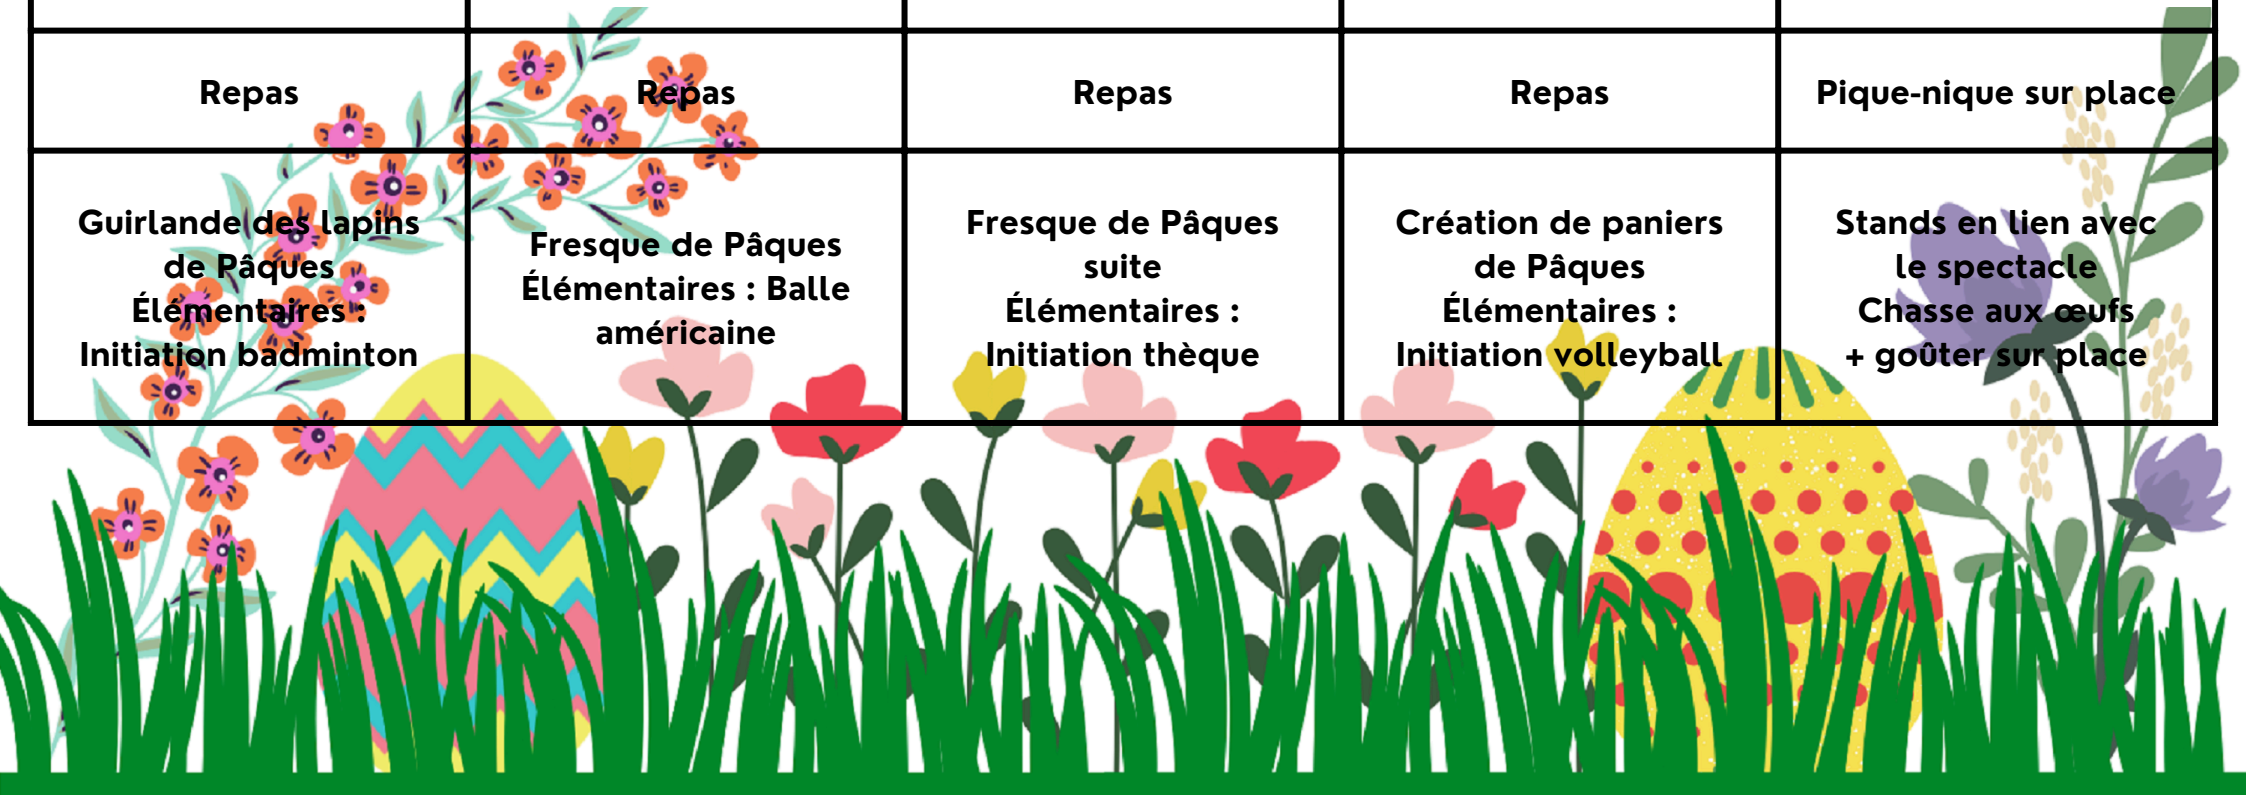 Repas
Repas
Repas
Repas
Pique-nique sur place
Guirlande des lapins
de Pâques
Élémentaires :
Initiation badminton
Fresque de Pâques
Élémentaires : Balle
américaine
Fresque de Pâques
suite
Élémentaires :
Initiation thèque
Création de paniers
de Pâques
Élémentaires :
Initiation volleyball
Stands en lien avec
le spectacle
Chasse aux œufs
+ goûter sur place